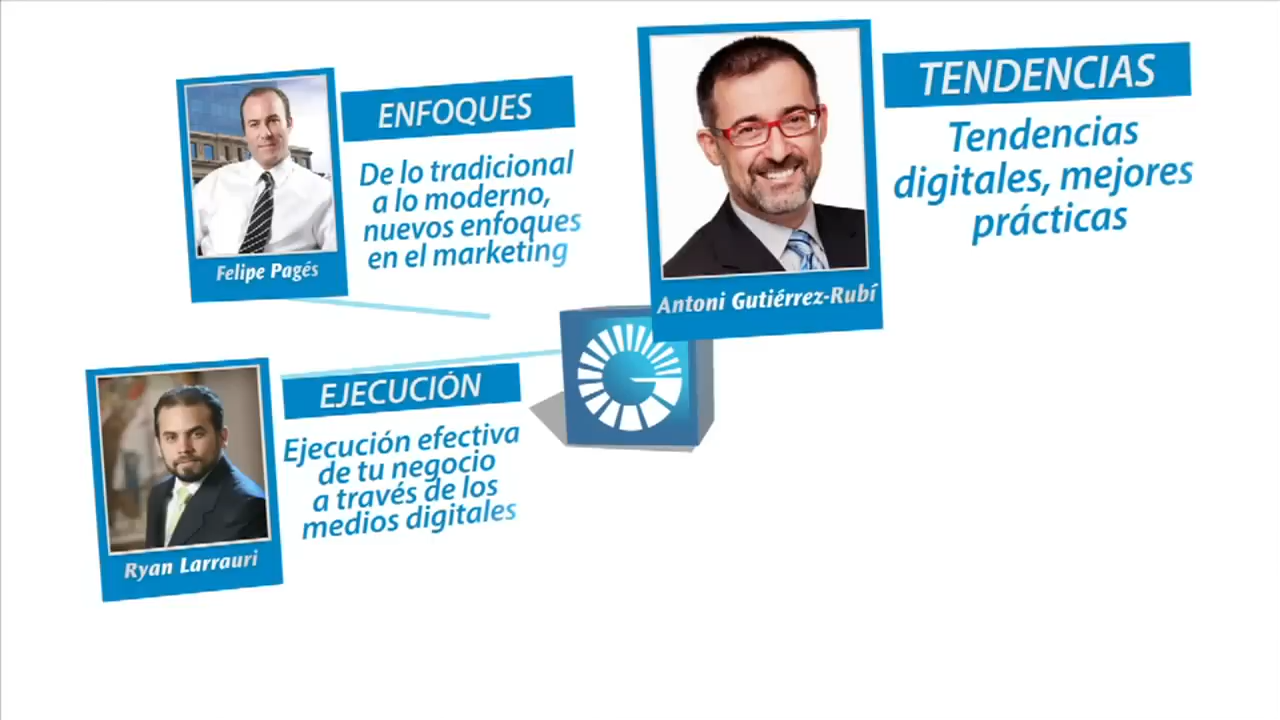 ENFOQUES
De lo tradicional
a lo moderno,
nuevos enfoques
en el marketing
Felipe Pagés
TENDENCIAS
Tendencias
digitales, mejores
prácticas
Antoni Gutiérrez-Rubí
EJECUCIÓN
Ejecución efectiva
de tu negocio
a través de los
medios digitales
Ryan Larrauri